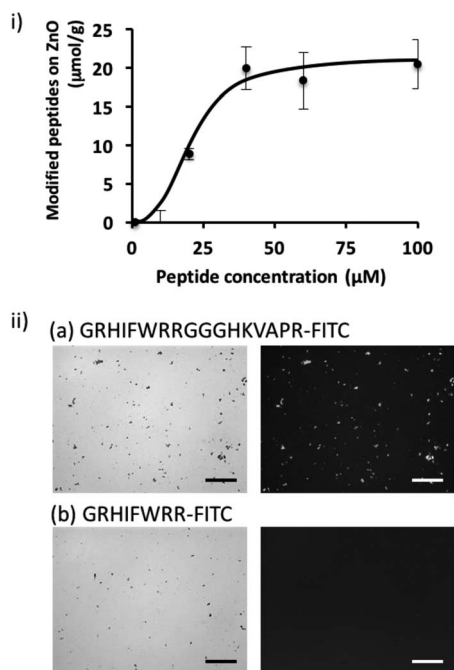 i)
Modified peptides on ZnO
(μmol/g)
25
20
15
10
5
0
0
25
50
75
100
Peptide concentration (μM)
ii)
(a) GRHIFWRRGGGHKVAPR-FITC
(b) GRHIFWRR-FITC